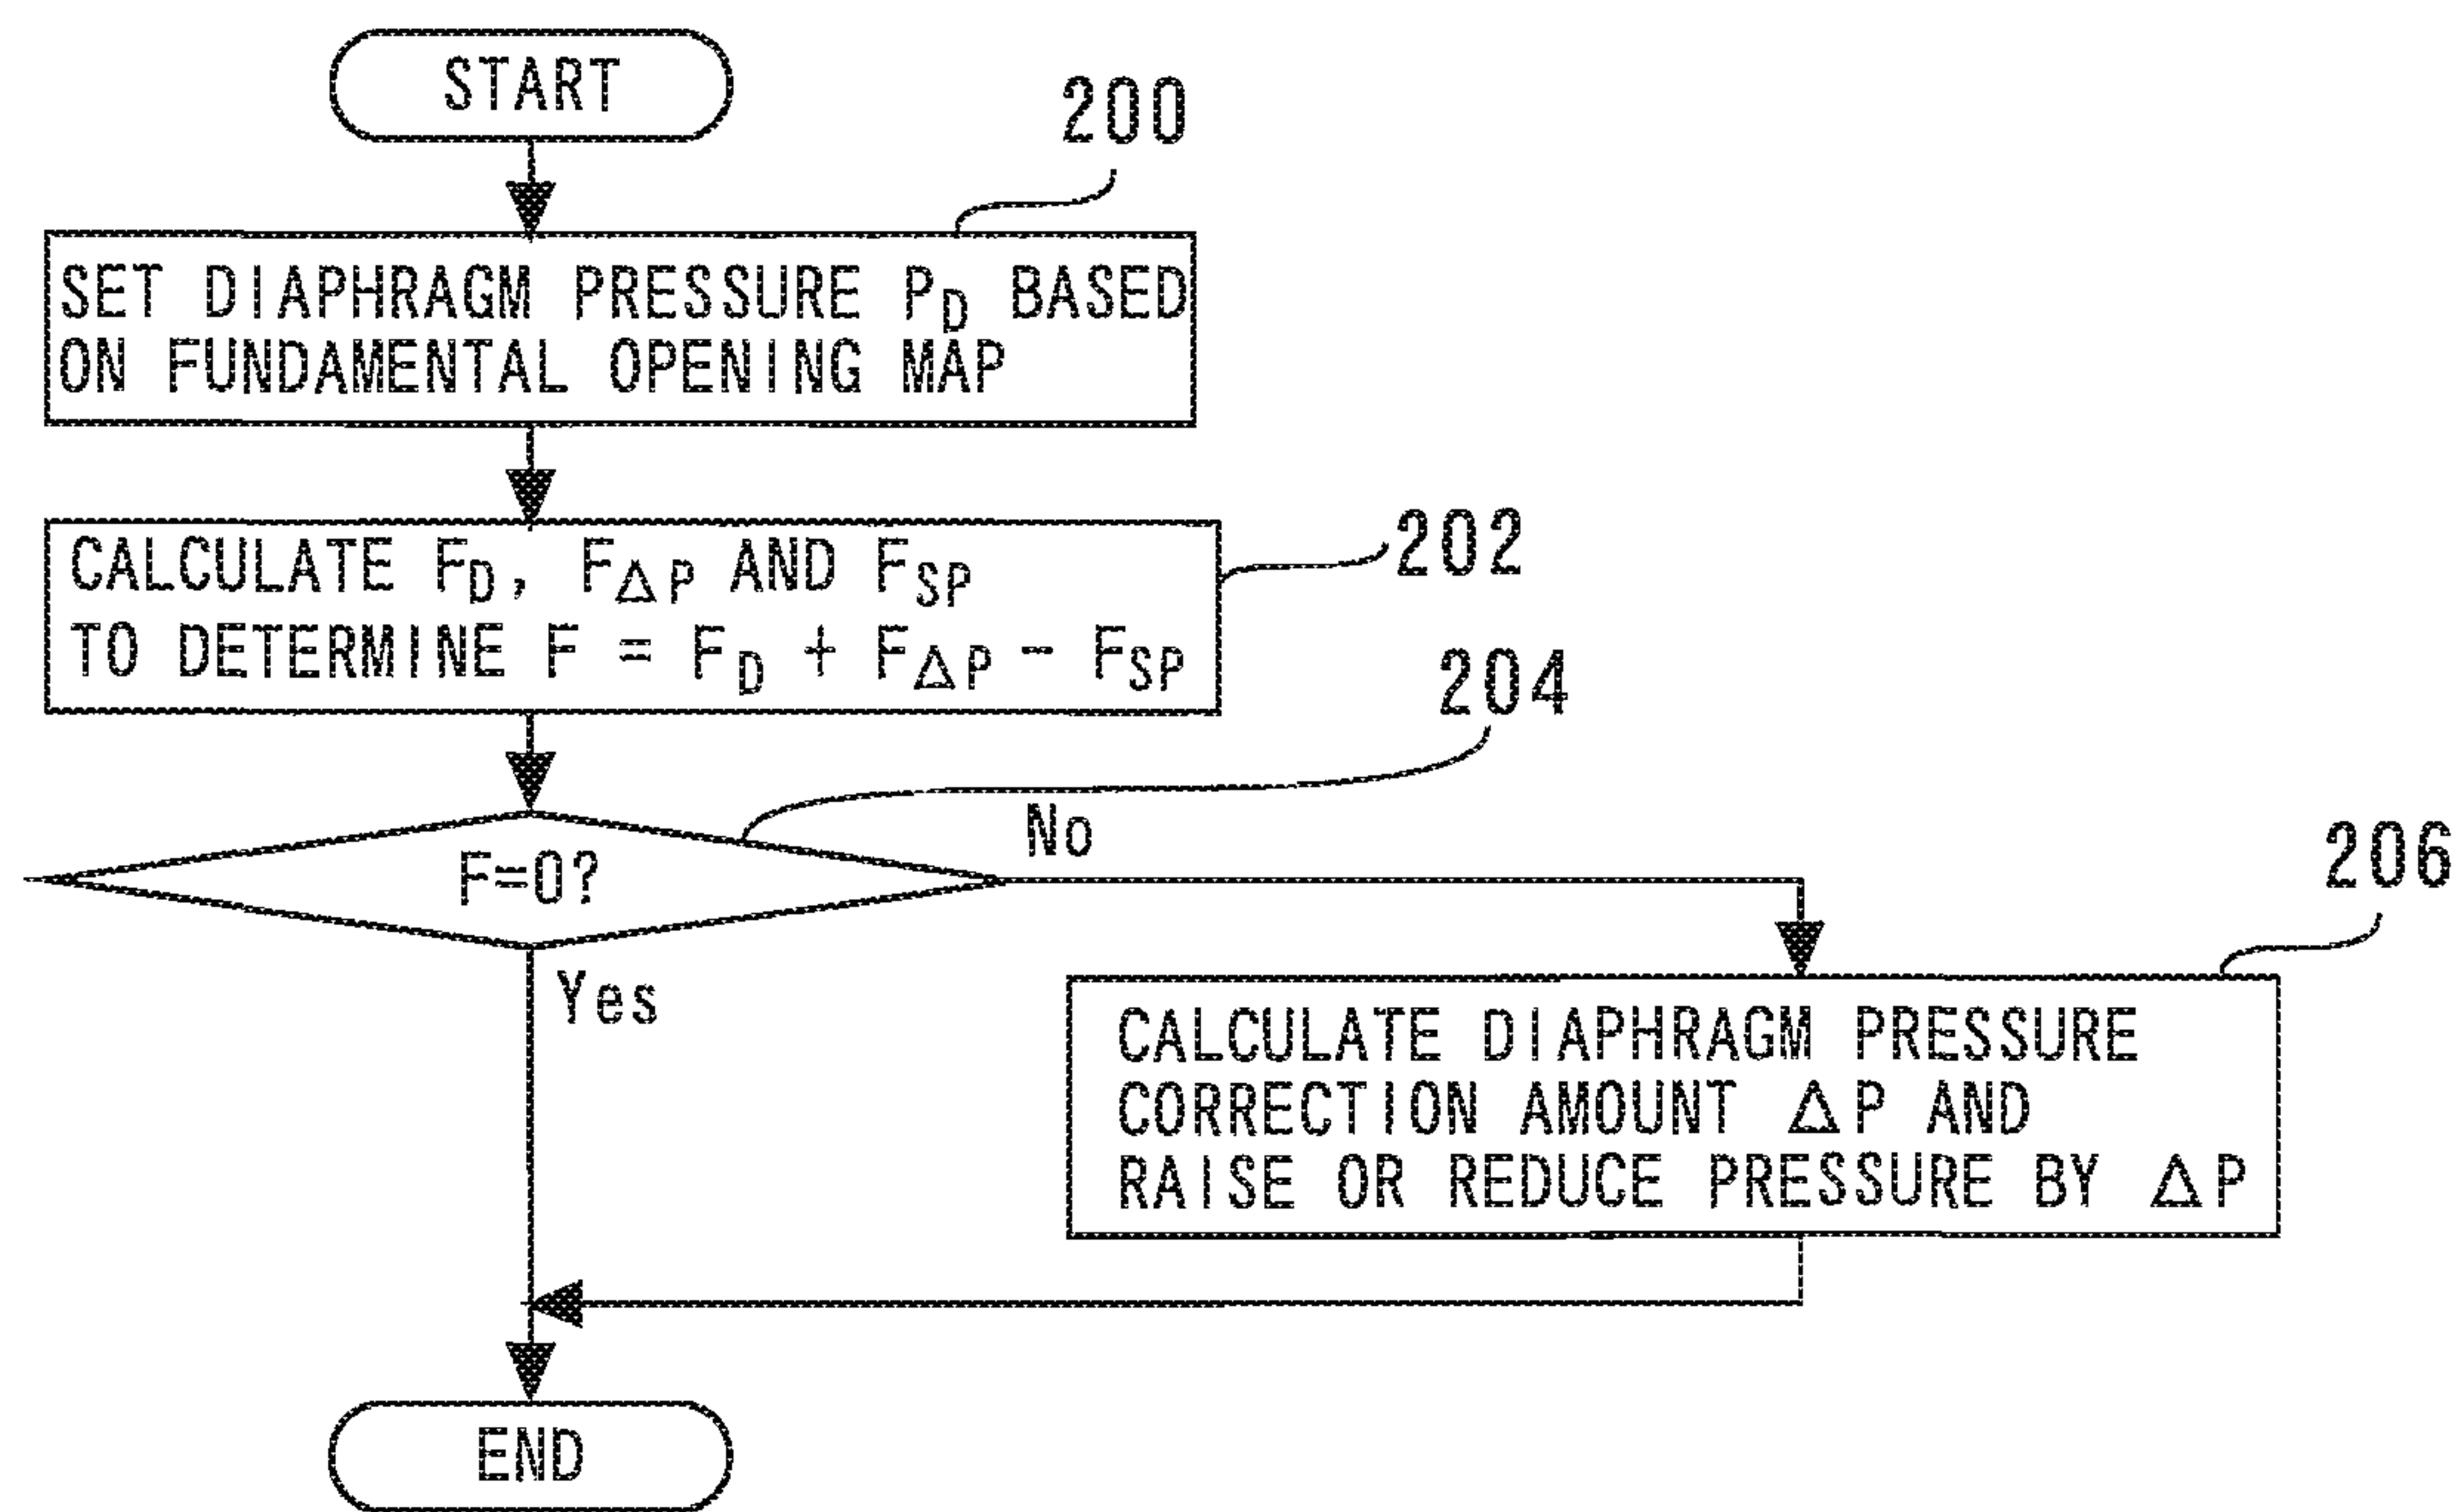 START
200
SET DIAPHRAGM PRESSURE PD BASED
ON FUNDAMENTAL OPENING MAP
202
CALCULATE FD, FΔP AND FSP
TO DETERMINE F = FD + FΔP - FSP
204
No
F=0?
206
Yes
CALCULATE DIAPHRAGM PRESSURE
CORRECTION AMOUNT ΔP AND
RAISE OR REDUCE PRESSURE BY ΔP
END